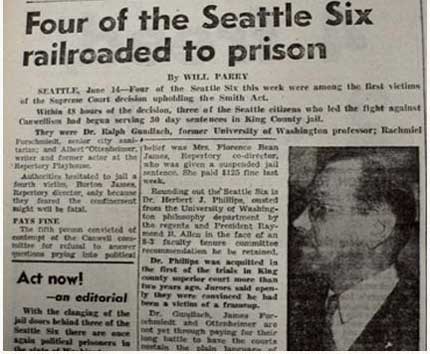 Four of the Seattle Six
railroaded to prison
By WILL PARRY
SEATTLE, June 14—Four of the Seattle Six this week were among the first victims
of the Supreme Court decision upholding the Smith Act.
Within 48 hours of the decision, three of the Seattle citizens who led the fight against
Canwellism had begun serving 30 day sentences in King County jail.
They were Dr. Ralph Gundlach, former University of Washington professor; Rachmiel
Forschmiedt, senior city sani-
tarian; and Albert Ottenheimer,
writer and former actor at the
Repertory Playhouse.
Authorities hesitated to jail a
fourth victim, Burton James,
Repertory director, only because
they feared the confinement
might well be fatal.
PAYS FINE
The fifth person convicted of
contempt of the Canwell com-
mittee for refusal to answer
questions prying into political
Act now!
—an editorial
With the clanging of the
jail doors behind three of the
Seattle Six there are once
again political prisoners in
belief was Mrs. Florence Bean
James, Repertory co-director,
who was given a suspended jail
sentence. She paid $125 fine last
week.
Rounding out the Seattle Six is
Dr. Herbert J. Phillips, ousted
from the University of Washing-
ton philosophy department by
the regents and President Ray-
mond B. Allen in the face of an
8-3 faculty tenure committee
recommendation he be retained.
Dr. Phillips was acquitted in
the first of the trials in King
county superior court more than
two years ago. Jurors said open-
ly they were convinced he had
been a victim of a frameup.
Dr. Gundlach, James, For-
schmiedt and Ottenheimer are
not yet through paying for their
long battle to have the courts